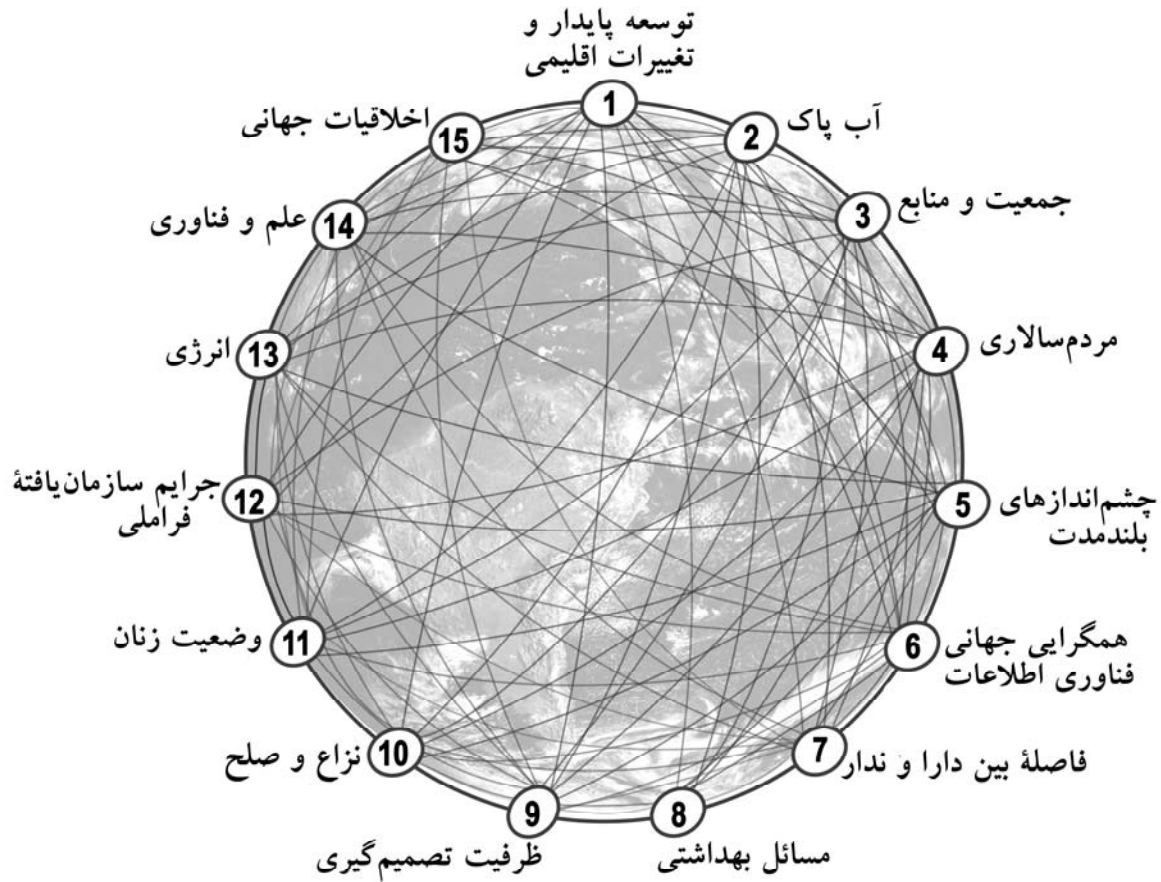 توسعه پایدار و
تغییرات اقلیمی
1
آب پاک
2
جمعیت و منابع
3
مردم‌سالاری
4
چشم‌اندازهای
بلندمدت
5
همگرایی جهانی
فناوری اطلاعات
6
فاصلهٔ بین دارا و ندار
7
مسائل بهداشتی
8
ظرفیت تصمیم‌گیری
9
نزاع و صلح
10
وضعیت زنان
11
جرایم سازمان‌یافتهٔ
فراملی
12
انرژی
13
علم و فناوری
14
اخلاقیات جهانی
15